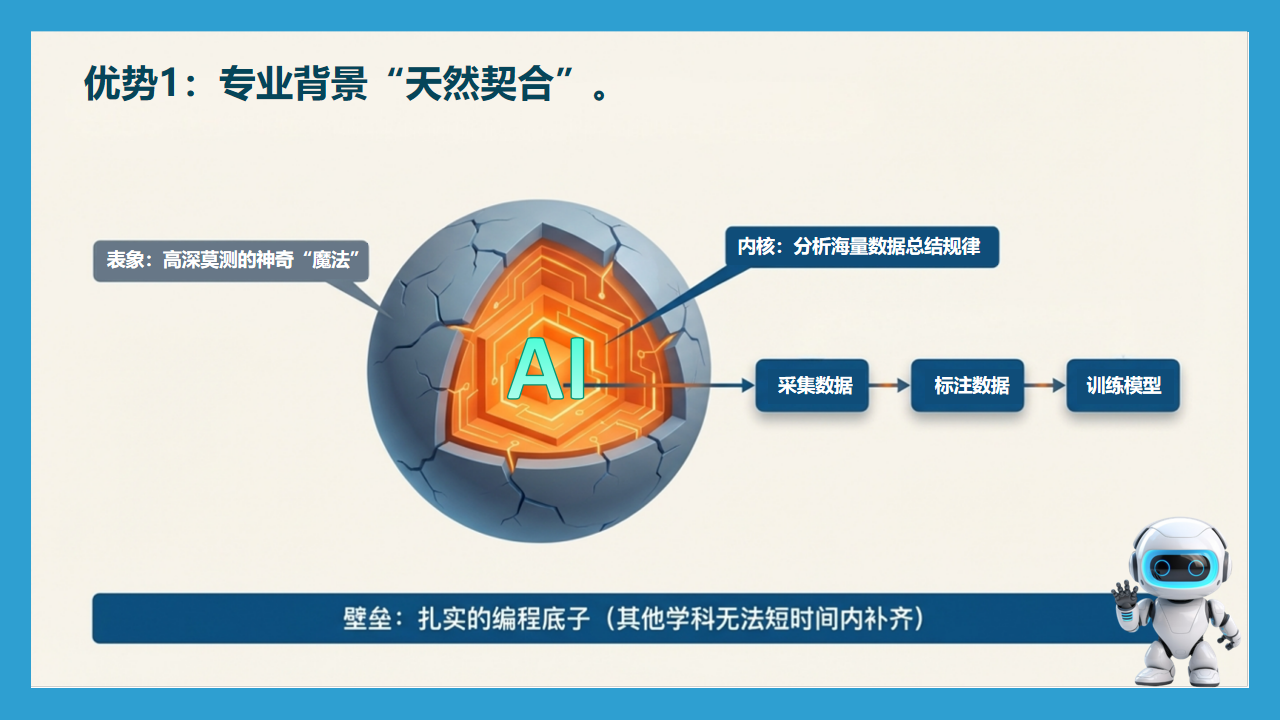 优势1：专业背景“天然契合”。
表象：高深莫测的神奇“魔法”
内核：分析海量数据总结规律
AI
采集数据
标注数据
训练模型
壁垒：扎实的编程底子（其他学科无法短时间内补齐）